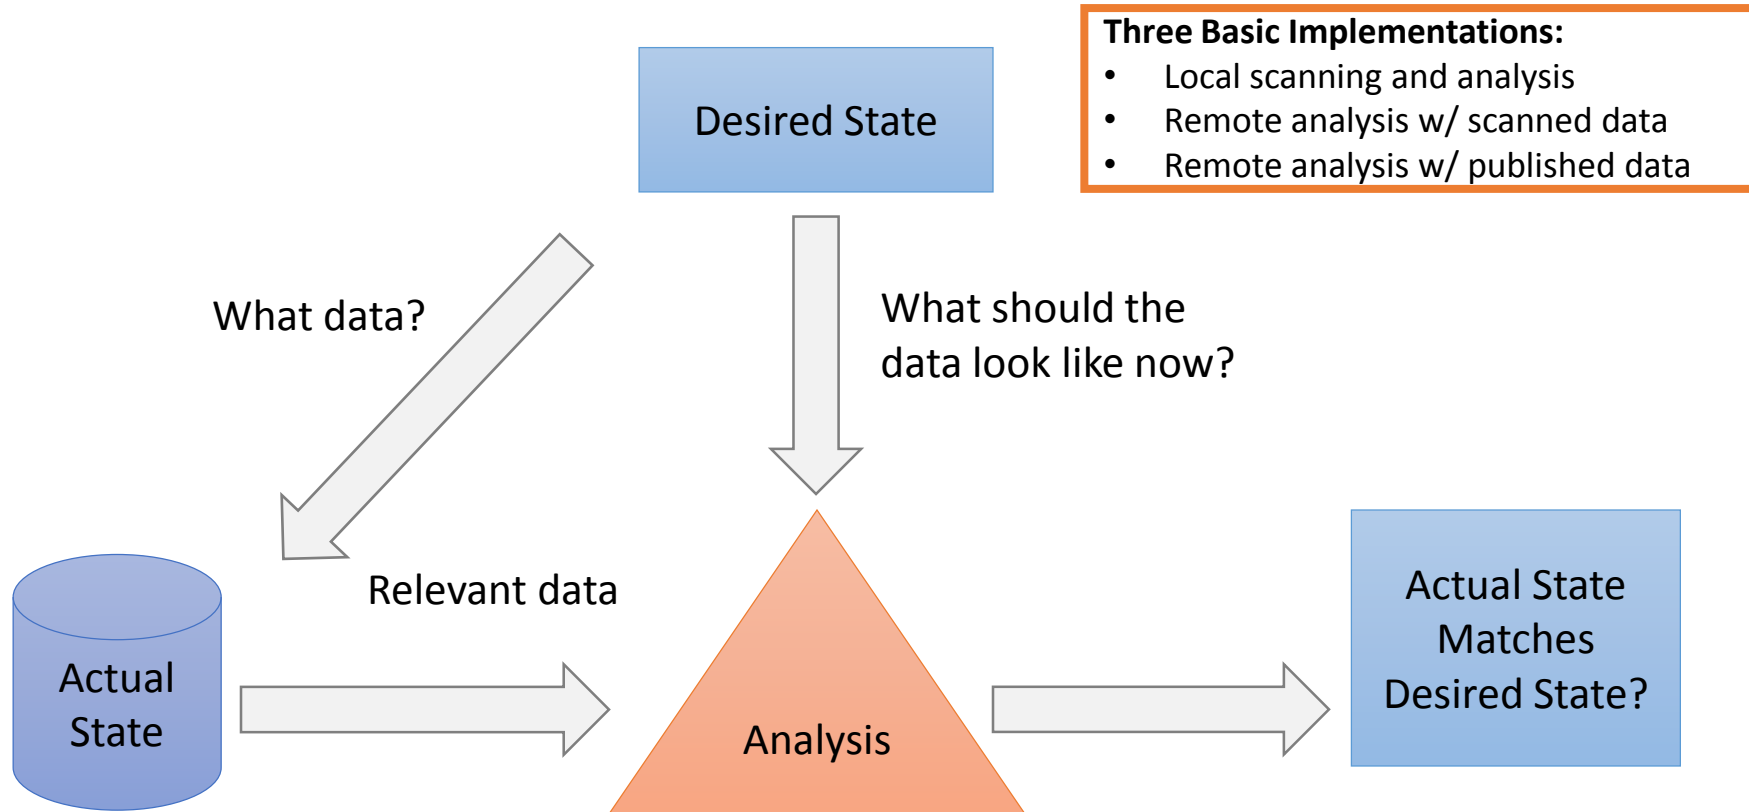 Three Basic Implementations:
• Local scanning and analysis
• Remote analysis w/ scanned data
• Remote analysis w/ published data
Desired State
What data?
What should the
data look like now?
Relevant data
Actual
State
Analysis
Actual State
Matches
Desired State?